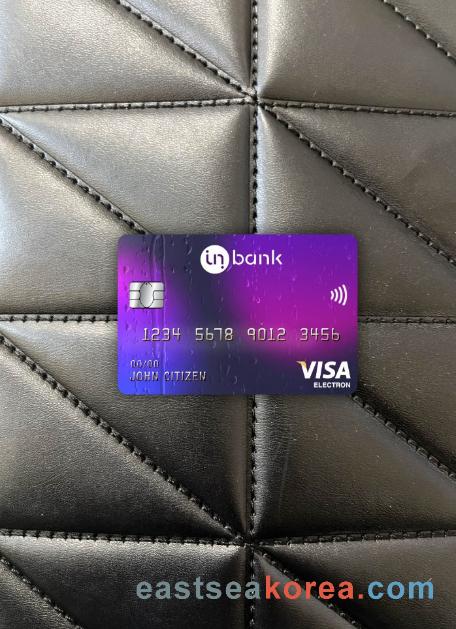 inbank
1234 5678 9012 3456
00/00
JOHN CITIZEN
VISA
ELECTRON
eastseakorea.com